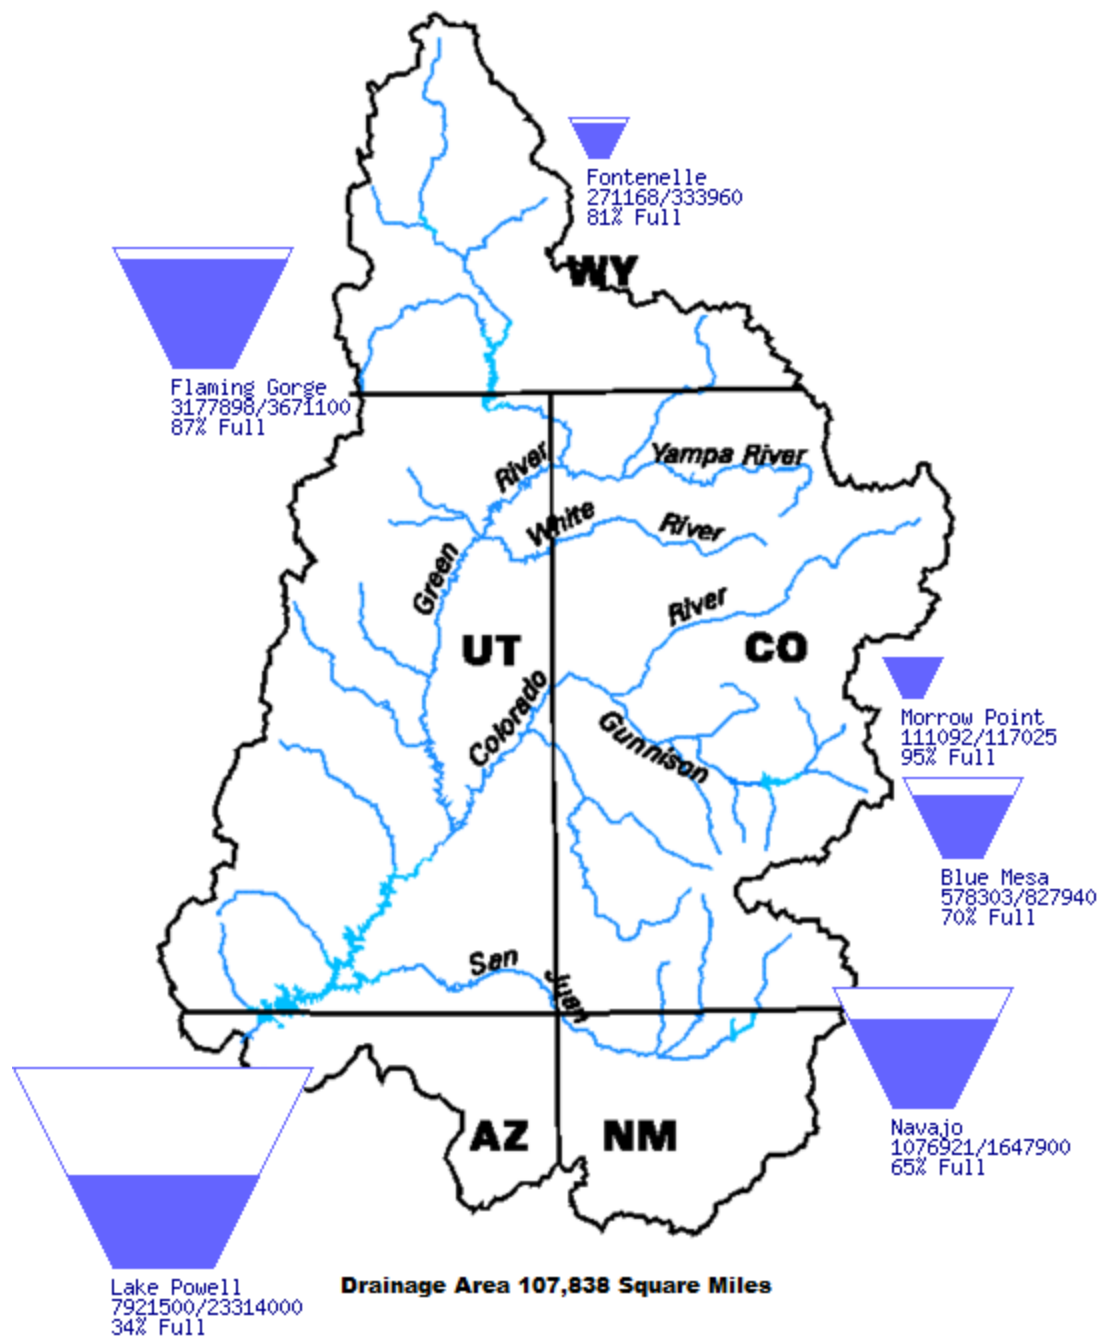 Fontenelle
271168/333960
81% Full
WY
Flaming Gorge
3177898/3671100
87% Full
River
Yampa River
White
River
Green
River
UT
CO
Colorado
Gunnison
Morrow Point
111092/117025
95% Full
Blue Mesa
578303/827940
70% Full
San
Juan
AZ
NM
Navajo
1076921/1647900
65% Full
Lake Powell
7921500/23314000
34% Full
Drainage Area 107,838 Square Miles